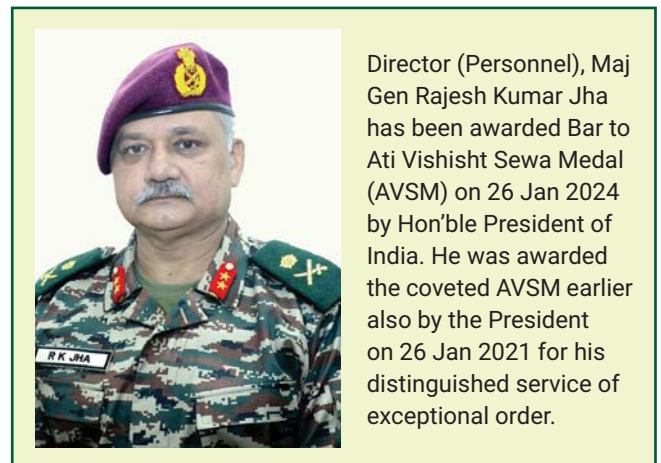 R K JHA
Director (Personnel), Maj
Gen Rajesh Kumar Jha
has been awarded Bar to
Ati Vishisht Sewa Medal
(AVSM) on 26 Jan 2024
by Hon’ble President of
India. He was awarded
the coveted AVSM earlier
also by the President
on 26 Jan 2021 for his
distinguished service of
exceptional order.